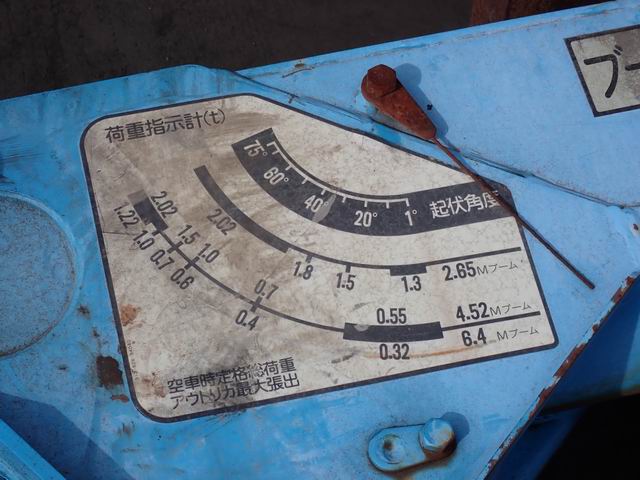 ブー
荷重指示計(t)
75° 60° 40° 20° 1° 起伏角度
2.02 1.8 1.5 1.3 2.65Mブーム
2.02 1.5 1.0 0.7 0.55 4.52Mブーム
1.22 1.0 0.7 0.6 0.4 0.32 6.4Mブーム
空車時定格総荷重
アウトリガ最大張出